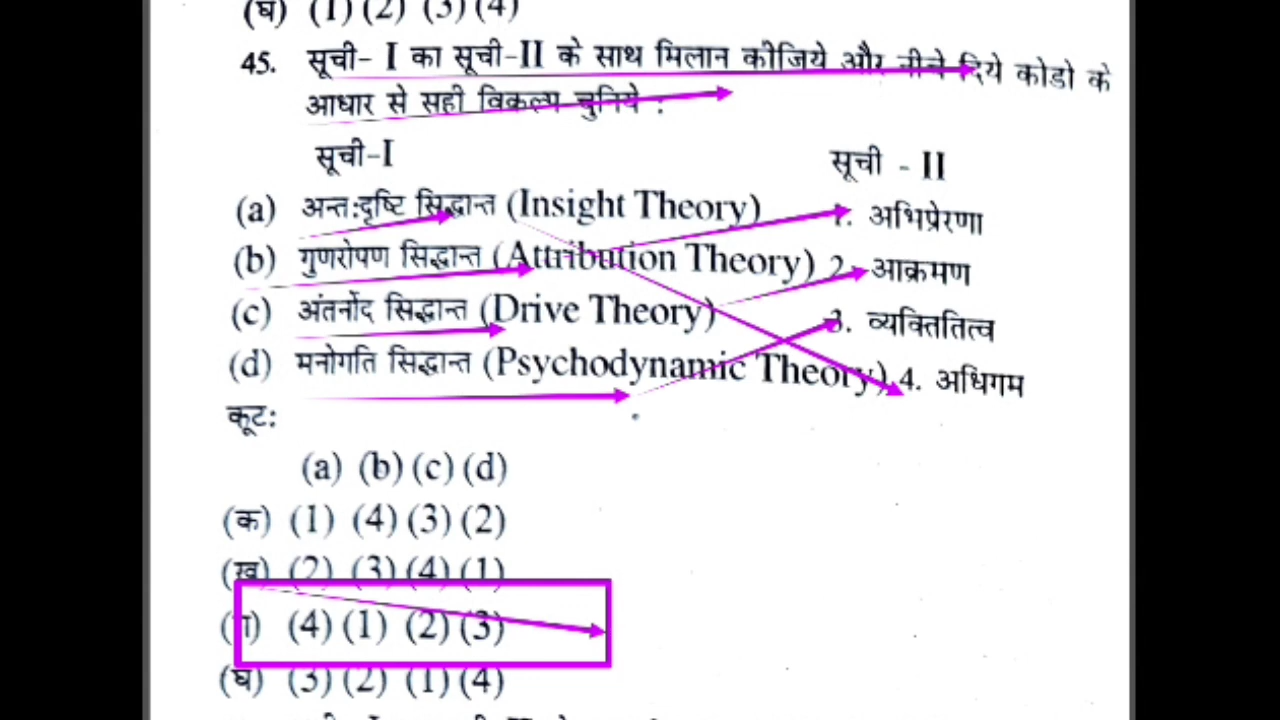 (घ) (1) (2) (3) (4)
45. सूची- I का सूची-II के साथ मिलान कीजिये और नीचे दिये कोडो के
आधार से सही विकल्प चुनिये :
सूची-I सूची - II
(a) अन्त:दृष्टि सिद्धान्त (Insight Theory) 1. अभिप्रेरणा
(b) गुणरोपण सिद्धान्त (Attribution Theory) 2. आक्रमण
(c) अंतर्नोद सिद्धान्त (Drive Theory) 3. व्यक्तितित्व
(d) मनोगति सिद्धान्त (Psychodynamic Theory) 4. अधिगम
कूट:
(a) (b) (c) (d)
(क) (1) (4) (3) (2)
(ख) (2) (3) (4) (1)
(ग) (4) (1) (2) (3)
(घ) (3) (2) (1) (4)